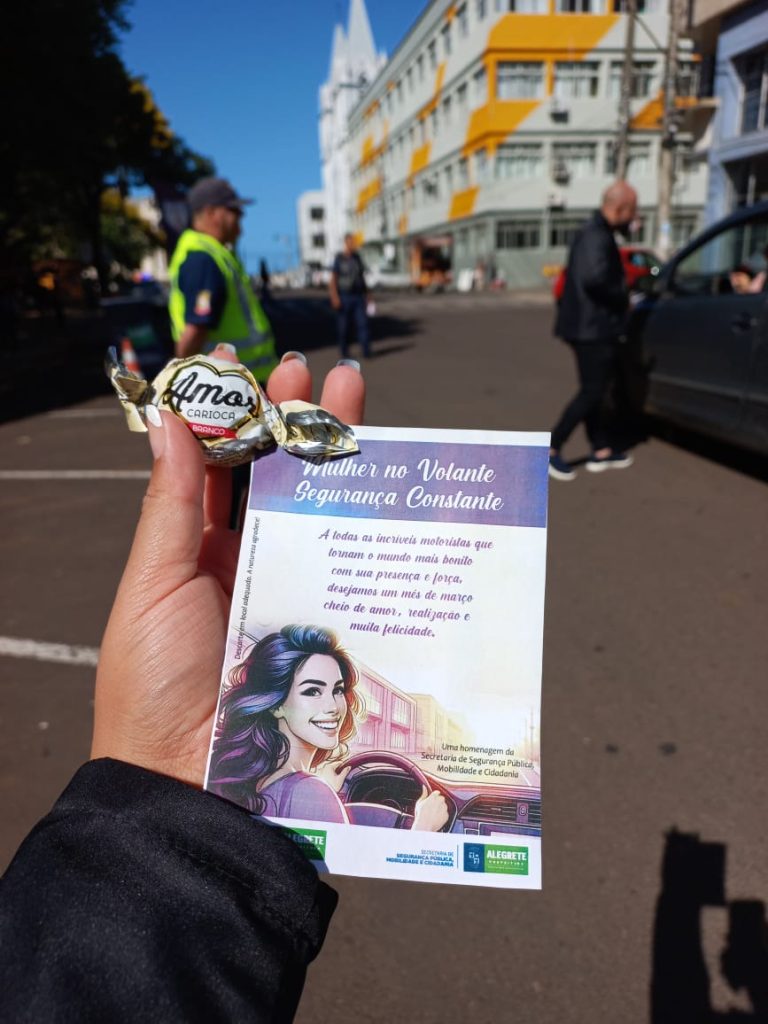 Amor
CARIOCA
BRANCO
Mulher no Volante
Segurança Constante
A todas as incríveis motoristas que
tornam o mundo mais bonito
com sua presença e força,
desejamos um mês de março
cheio de amor, realização e
muita felicidade.
Descarte em local adequado. A natureza agradece!
Uma homenagem da
Secretaria de Segurança Pública,
Mobilidade e Cidadania
ALEGRETE
SECRETARIA DE
SEGURANÇA PÚBLICA,
MOBILIDADE E CIDADANIA
ALEGRETE
PREFEITURA